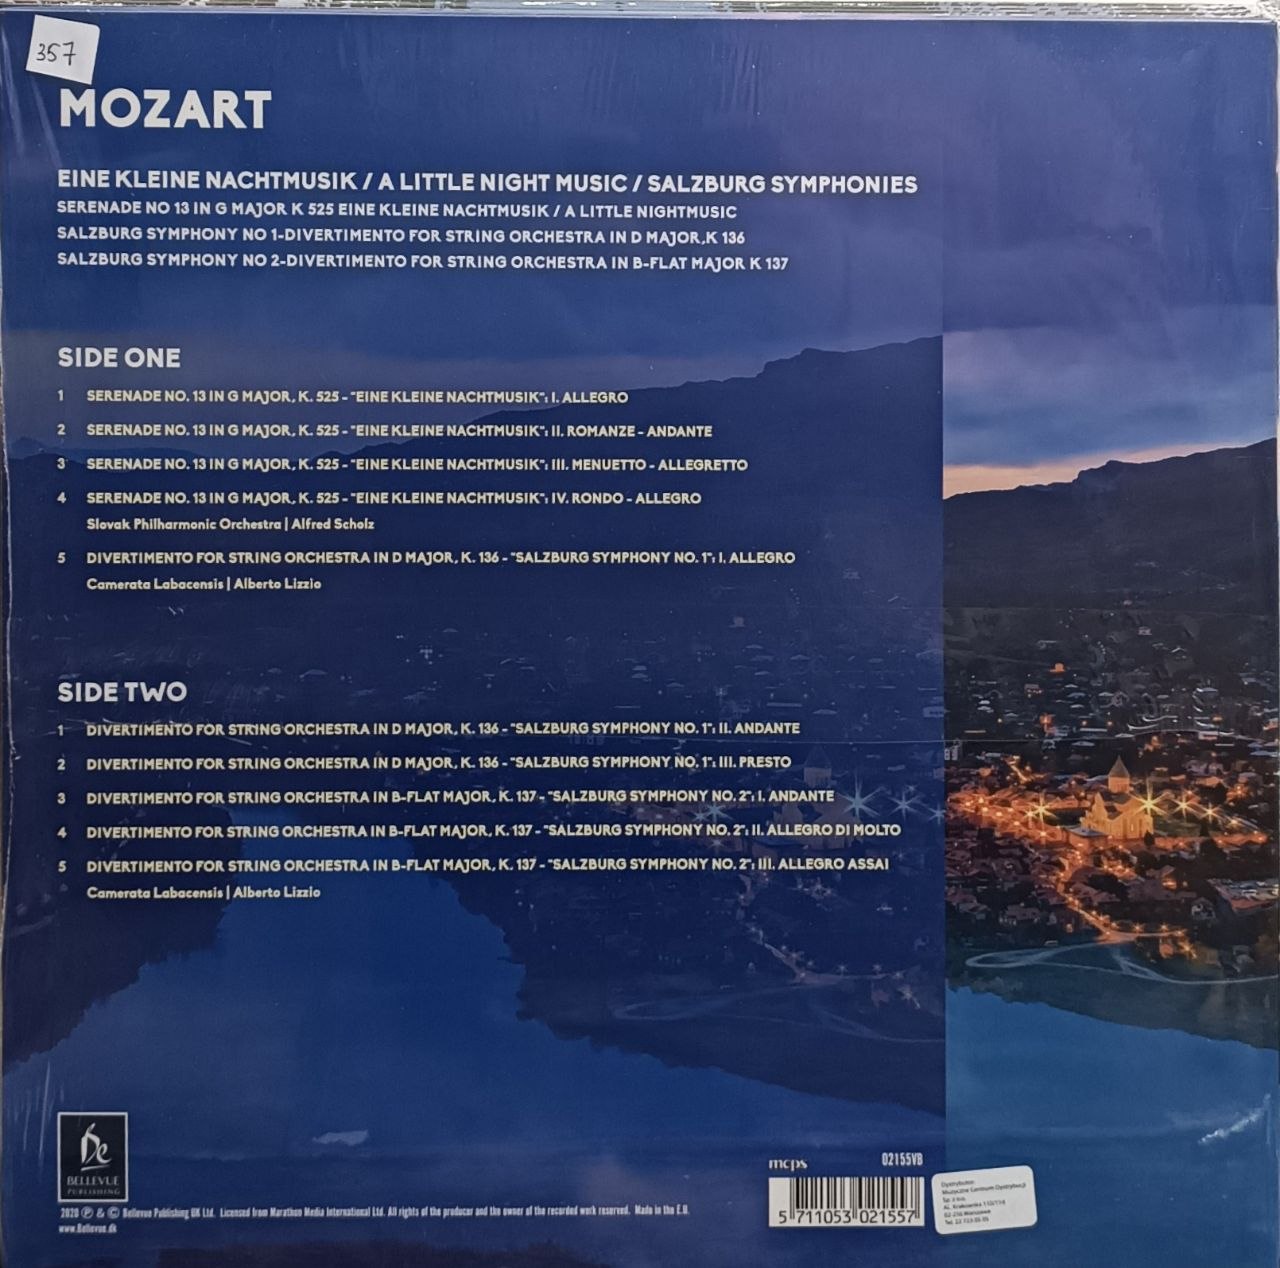 357
MOZART
EINE KLEINE NACHTMUSIK / A LITTLE NIGHT MUSIC / SALZBURG SYMPHONIES
SERENADE NO 13 IN G MAJOR K 525 EINE KLEINE NACHTMUSIK / A LITTLE NIGHTMUSIC
SALZBURG SYMPHONY NO 1-DIVERTIMENTO FOR STRING ORCHESTRA IN D MAJOR,K 136
SALZBURG SYMPHONY NO 2-DIVERTIMENTO FOR STRING ORCHESTRA IN B-FLAT MAJOR K 137
SIDE ONE
1 SERENADE NO. 13 IN G MAJOR, K. 525 - "EINE KLEINE NACHTMUSIK": I. ALLEGRO
2 SERENADE NO. 13 IN G MAJOR, K. 525 - "EINE KLEINE NACHTMUSIK": II. ROMANZE - ANDANTE
3 SERENADE NO. 13 IN G MAJOR, K. 525 - "EINE KLEINE NACHTMUSIK": III. MENUETTO - ALLEGRETTO
4 SERENADE NO. 13 IN G MAJOR, K. 525 - "EINE KLEINE NACHTMUSIK": IV. RONDO - ALLEGRO
Slovak Philharmonic Orchestra | Alfred Scholz
5 DIVERTIMENTO FOR STRING ORCHESTRA IN D MAJOR, K. 136 - "SALZBURG SYMPHONY NO. 1": I. ALLEGRO
Camerata Labacensis | Alberto Lizzio
SIDE TWO
1 DIVERTIMENTO FOR STRING ORCHESTRA IN D MAJOR, K. 136 - "SALZBURG SYMPHONY NO. 1": II. ANDANTE
2 DIVERTIMENTO FOR STRING ORCHESTRA IN D MAJOR, K. 136 - "SALZBURG SYMPHONY NO. 1": III. PRESTO
3 DIVERTIMENTO FOR STRING ORCHESTRA IN B-FLAT MAJOR, K. 137 - "SALZBURG SYMPHONY NO. 2": I. ANDANTE
4 DIVERTIMENTO FOR STRING ORCHESTRA IN B-FLAT MAJOR, K. 137 - "SALZBURG SYMPHONY NO. 2": II. ALLEGRO DI MOLTO
5 DIVERTIMENTO FOR STRING ORCHESTRA IN B-FLAT MAJOR, K. 137 - "SALZBURG SYMPHONY NO. 2": III. ALLEGRO ASSAI
Camerata Labacensis | Alberto Lizzio
Be
BELLEVUE
PUBLISHING
2020 ℗ & © Bellevue Publishing UK Ltd. Licensed from Marathon Media International Ltd. All rights of the producer and the owner of the recorded work reserved. Made in the E.U.
www.Bellevue.dk
mcps 02155VB
5 711053 021557
Dystrybutor:
Muzyczne Centrum Dystrybucji
Al. Krakowska
02-256 Warszawa